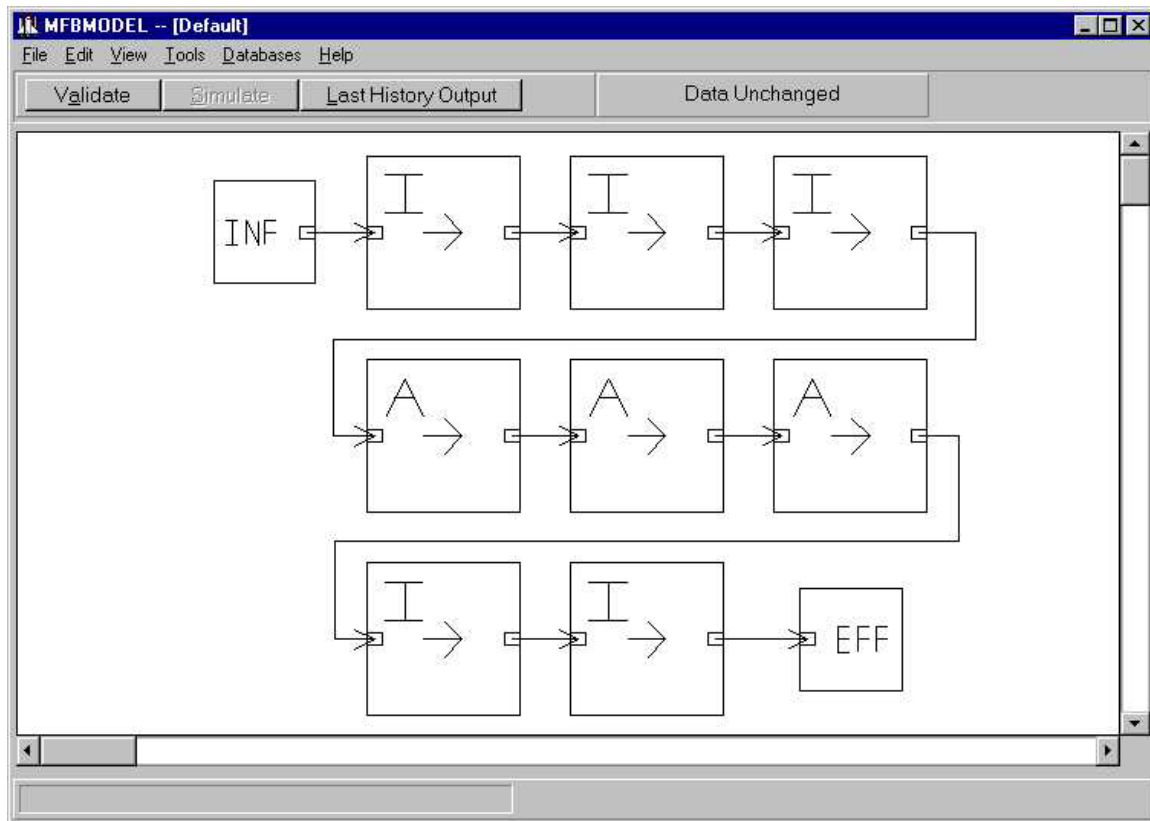 MFBMODEL -- [Default]
File Edit View Tools Databases Help
Validate Simulate Last History Output Data Unchanged
INF I I I
A A A
I I EFF